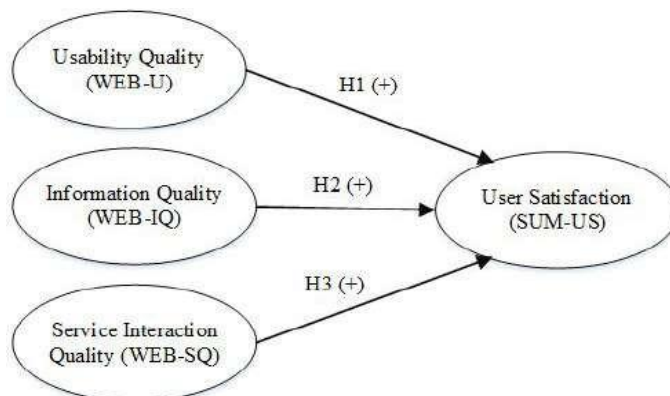 Usability Quality
(WEB-U)
H1 (+)
Information Quality
(WEB-IQ)
H2 (+)
User Satisfaction
(SUM-US)
H3 (+)
Service Interaction
Quality (WEB-SQ)